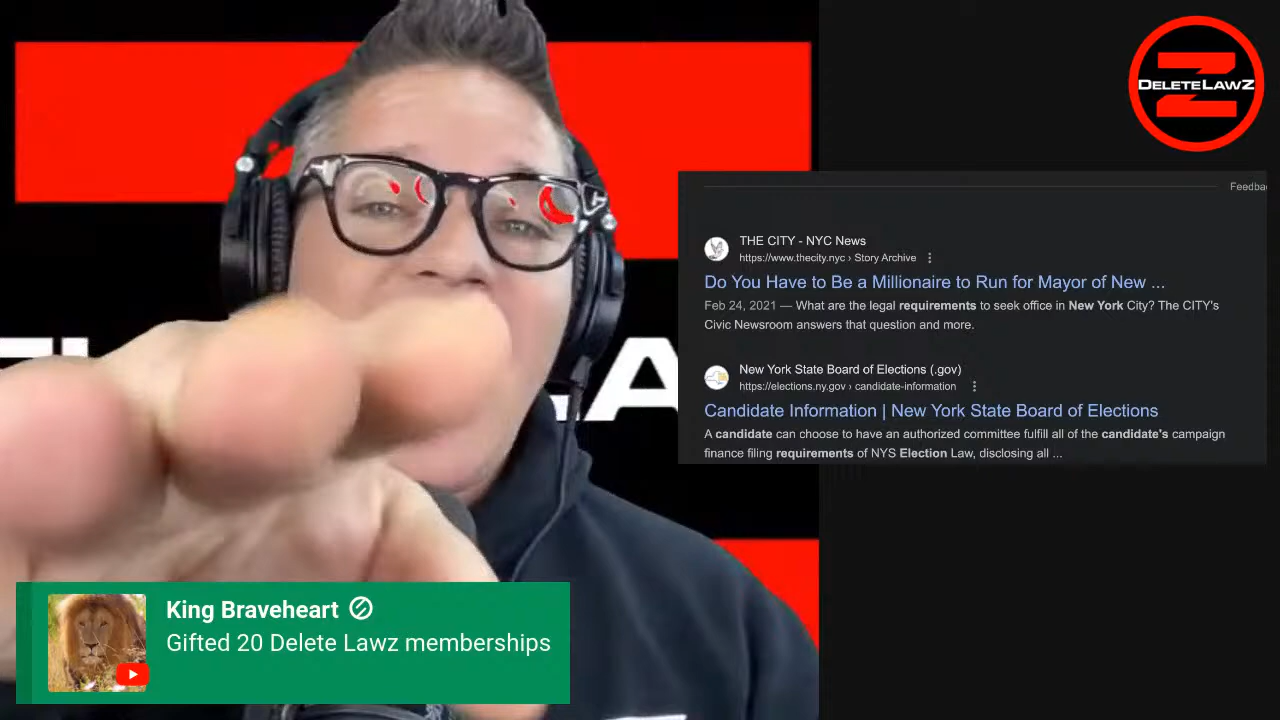 DELETELAWZ
Feedba
THE CITY - NYC News
https://www.thecity.nyc › Story Archive
Do You Have to Be a Millionaire to Run for Mayor of New ...
Feb 24, 2021 — What are the legal requirements to seek office in New York City? The CITY's
Civic Newsroom answers that question and more.
New York State Board of Elections (.gov)
https://elections.ny.gov › candidate-information
Candidate Information | New York State Board of Elections
A candidate can choose to have an authorized committee fulfill all of the candidate's campaign
finance filing requirements of NYS Election Law, disclosing all ...
King Braveheart
Gifted 20 Delete Lawz memberships